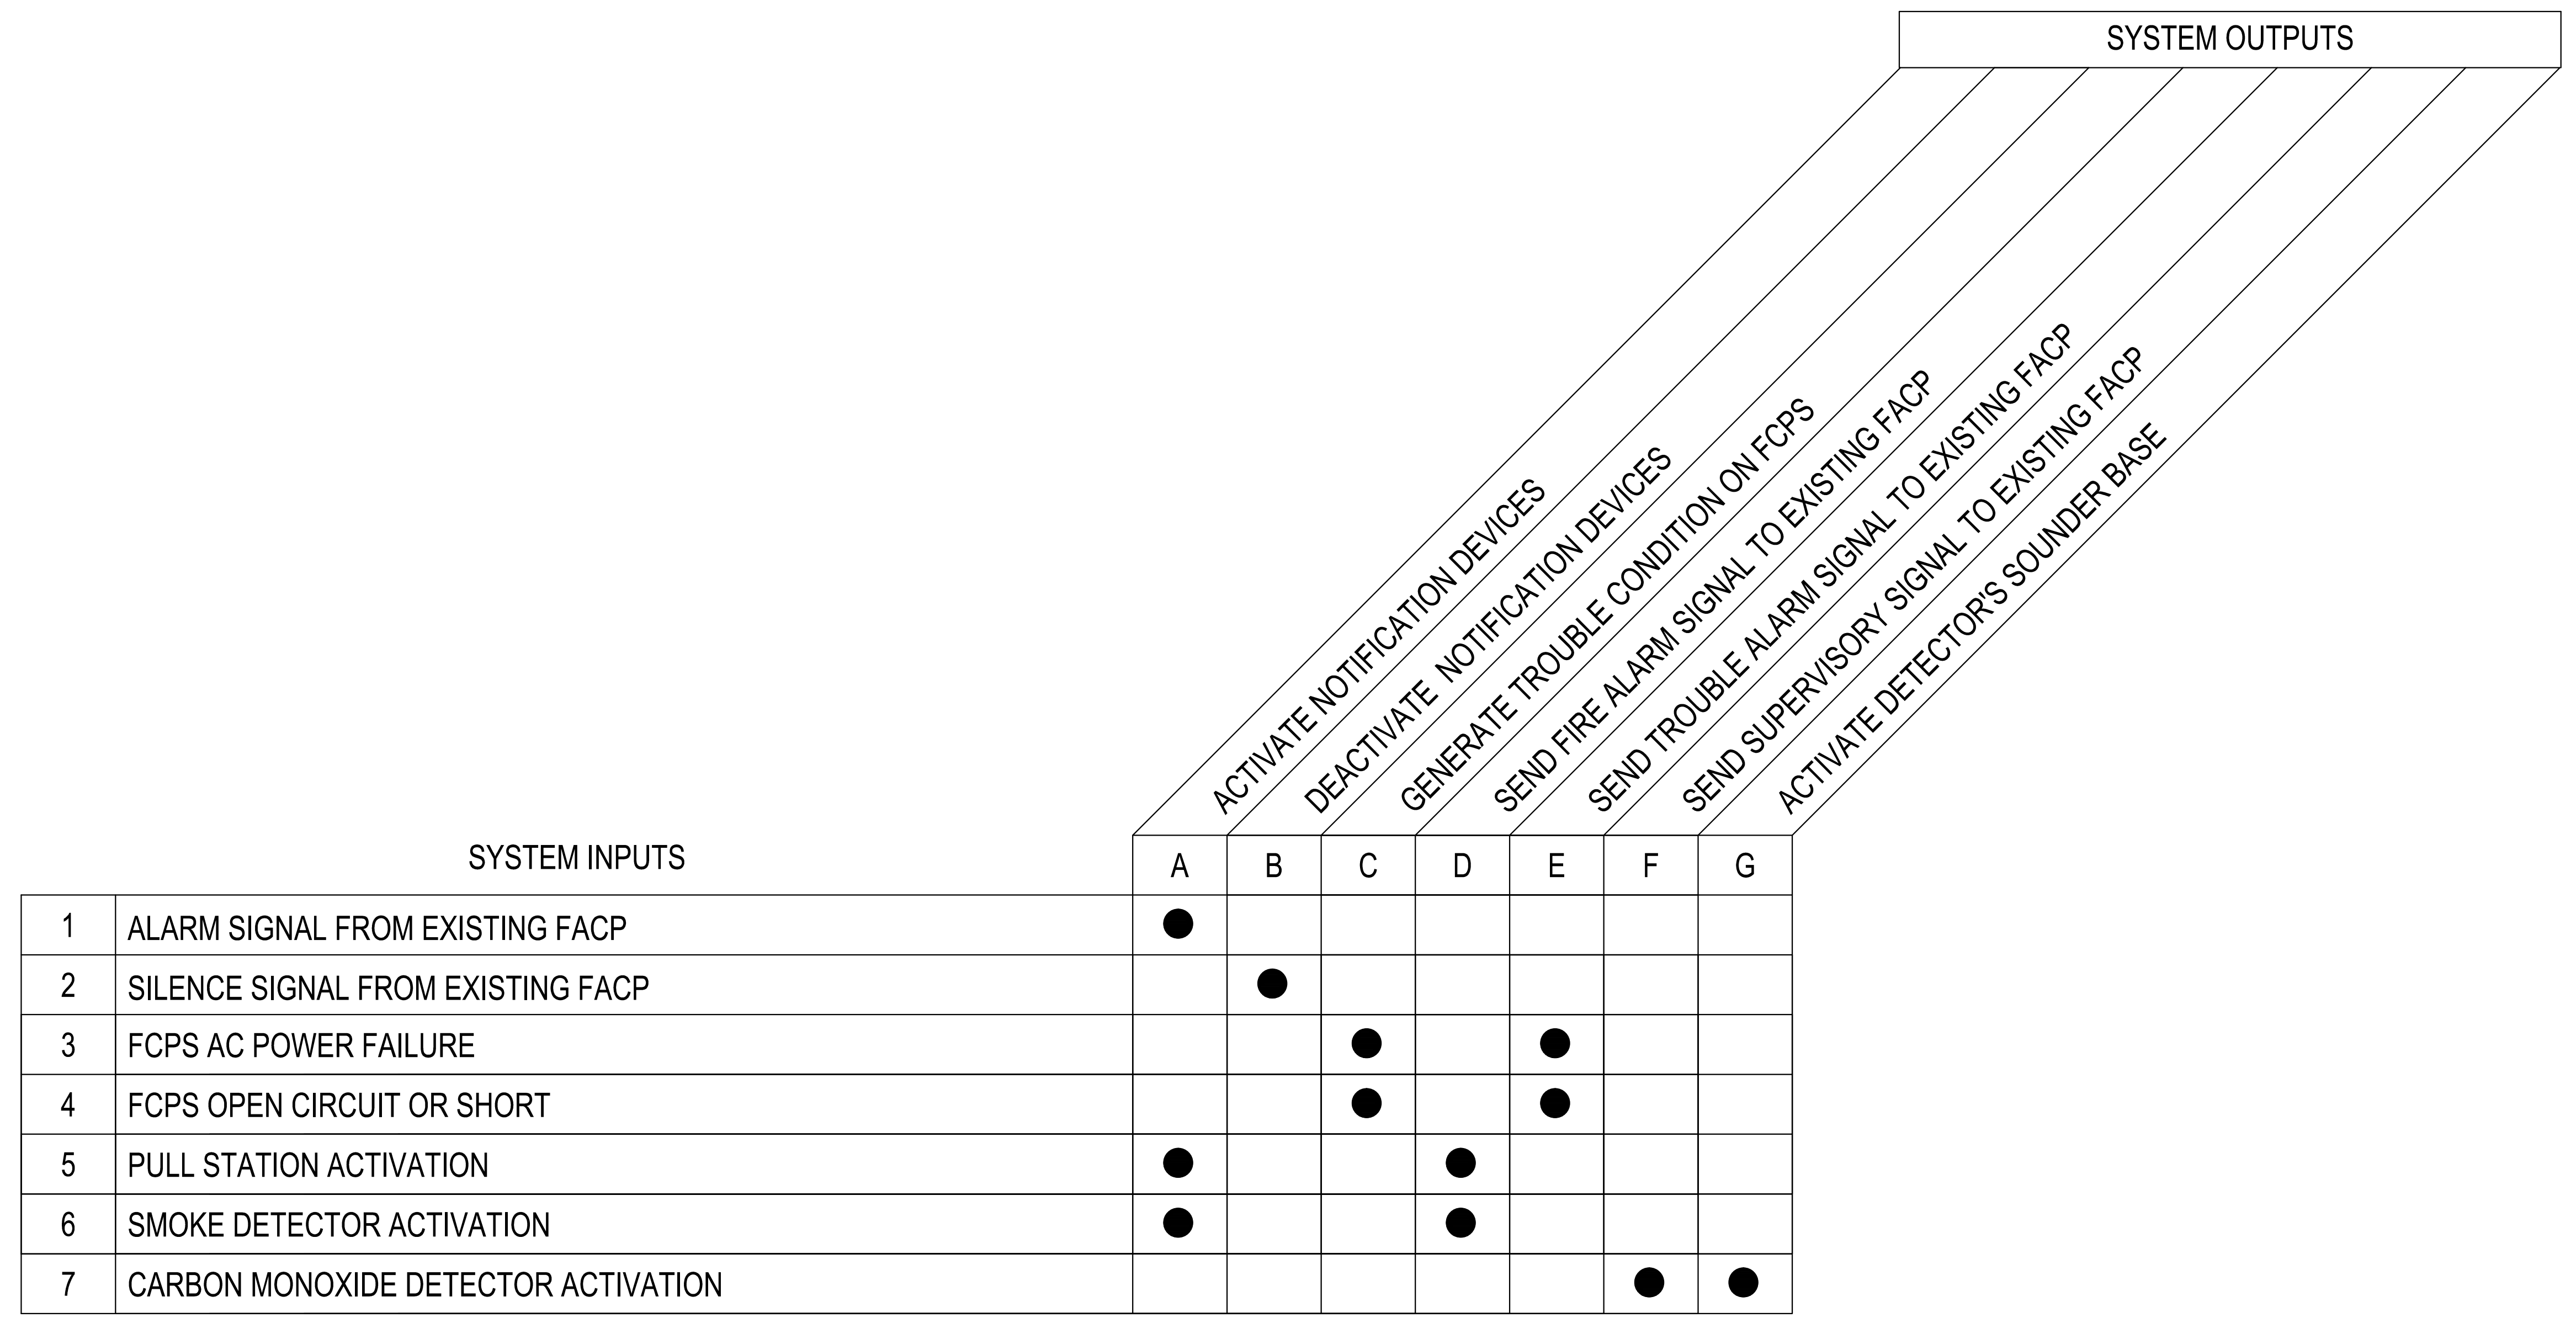 SYSTEM OUTPUTS
ACTIVATE NOTIFICATION DEVICES
DEACTIVATE NOTIFICATION DEVICES
GENERATE TROUBLE CONDITION ON FCPS
SEND FIRE ALARM SIGNAL TO EXISTING FACP
SEND TROUBLE ALARM SIGNAL TO EXISTING FACP
SEND SUPERVISORY SIGNAL TO EXISTING FACP
ACTIVATE DETECTOR'S SOUNDER BASE
SYSTEM INPUTS
A B C D E F G
1 ALARM SIGNAL FROM EXISTING FACP
2 SILENCE SIGNAL FROM EXISTING FACP
3 FCPS AC POWER FAILURE
4 FCPS OPEN CIRCUIT OR SHORT
5 PULL STATION ACTIVATION
6 SMOKE DETECTOR ACTIVATION
7 CARBON MONOXIDE DETECTOR ACTIVATION